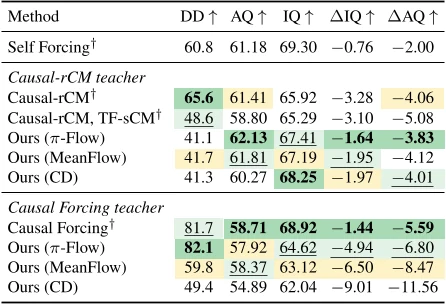 Method DD ↑ AQ ↑ IQ ↑ ΔIQ ↑ ΔAQ ↑
Self Forcing† 60.8 61.18 69.30 −0.76 −2.00
Causal-rCM teacher
Causal-rCM† 65.6 61.41 65.92 −3.28 −4.06
Causal-rCM, TF-sCM† 48.6 58.80 65.29 −3.10 −5.08
Ours (π-Flow) 41.1 62.13 67.41 −1.64 −3.83
Ours (MeanFlow) 41.7 61.81 67.19 −1.95 −4.12
Ours (CD) 41.3 60.27 68.25 −1.97 −4.01
Causal Forcing teacher
Causal Forcing† 81.7 58.71 68.92 −1.44 −5.59
Ours (π-Flow) 82.1 57.92 64.62 −4.94 −6.80
Ours (MeanFlow) 59.8 58.37 63.12 −6.50 −8.47
Ours (CD) 49.4 54.89 62.04 −9.01 −11.56